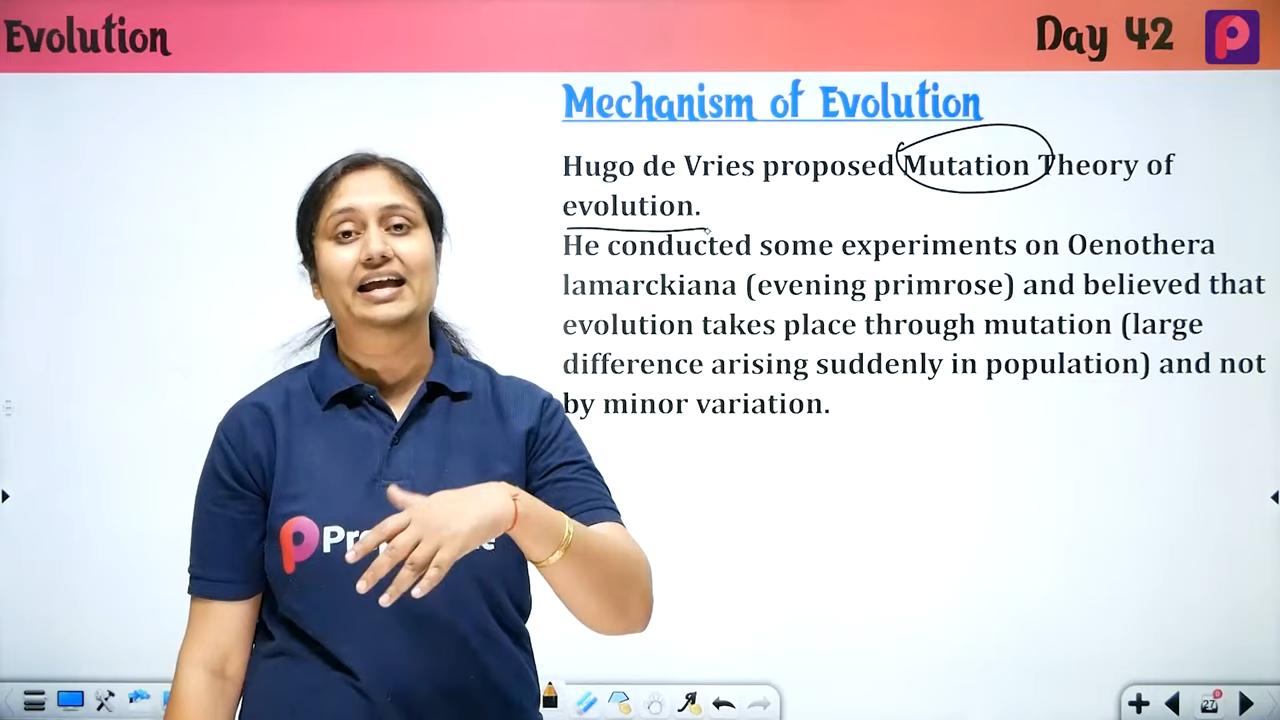 Evolution
Day 42
Mechanism of Evolution
Hugo de Vries proposed Mutation Theory of
evolution.
He conducted some experiments on Oenothera
lamarckiana (evening primrose) and believed that
evolution takes place through mutation (large
difference arising suddenly in population) and not
by minor variation.
27